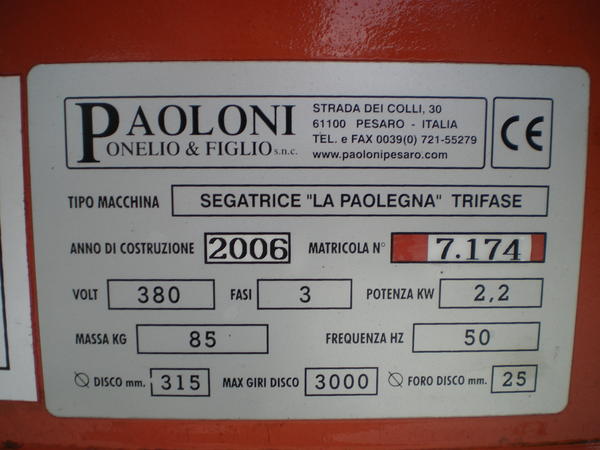 PAOLONI
ONELIO & FIGLIO s.n.c.
STRADA DEI COLLI, 30
61100 PESARO - ITALIA
TEL. e FAX 0039(0) 721-55279
www.paolonipesaro.com
CE
TIPO MACCHINA SEGATRICE "LA PAOLEGNA" TRIFASE
ANNO DI COSTRUZIONE 2006 MATRICOLA N° 7.174
VOLT 380 FASI 3 POTENZA KW 2,2
MASSA KG 85 FREQUENZA HZ 50
Ø DISCO mm. 315 MAX GIRI DISCO 3000 Ø FORO DISCO mm. 25